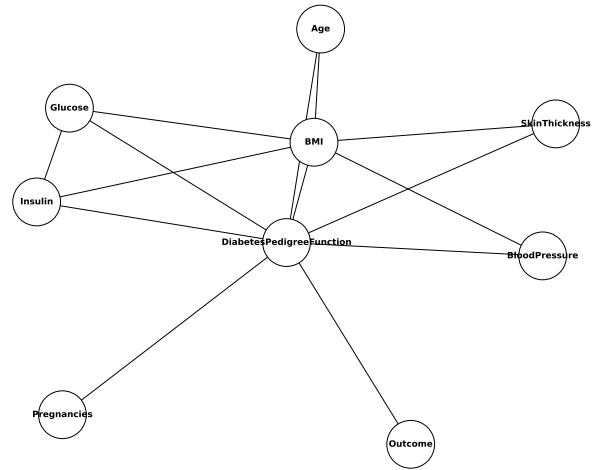 Age
Glucose
SkinThickness
BMI
Insulin
DiabetesPedigreeFunction
BloodPressure
Pregnancies
Outcome